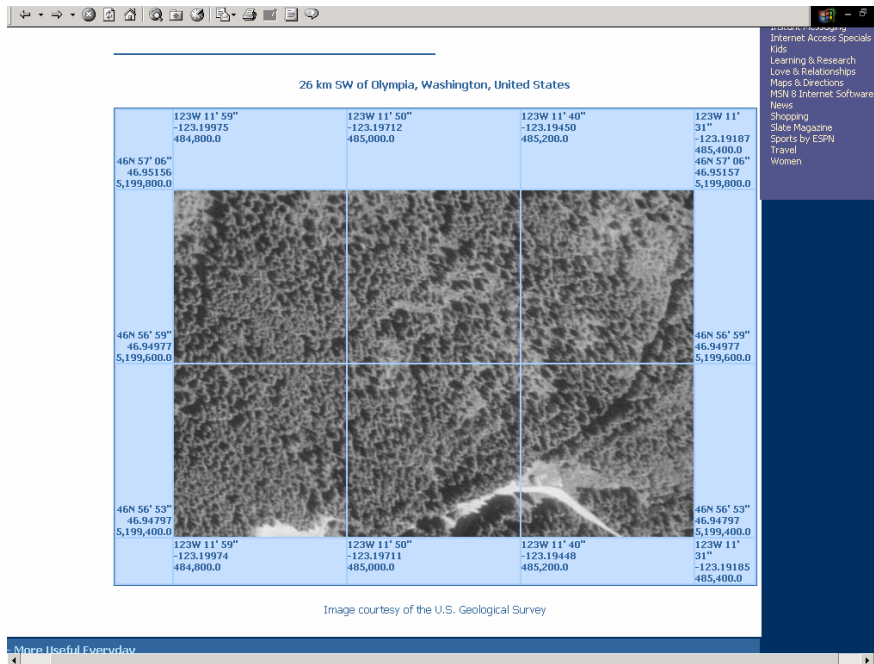 Instant Messaging
Internet Access Specials
Kids
Learning & Research
Love & Relationships
Maps & Directions
MSN 8 Internet Software
News
Shopping
Slate Magazine
Sports by ESPN
Travel
Women
26 km SW of Olympia, Washington, United States
123W 11' 59"
-123.19975
484,800.0
123W 11' 50"
-123.19712
485,000.0
123W 11' 40"
-123.19450
485,200.0
123W 11'
31"
-123.19187
485,400.0
46N 57' 06"
46.95156
5,199,800.0
46N 57' 06"
46.95157
5,199,800.0
46N 56' 59"
46.94977
5,199,600.0
46N 56' 59"
46.94977
5,199,600.0
46N 56' 53"
46.94797
5,199,400.0
46N 56' 53"
46.94797
5,199,400.0
123W 11' 59"
-123.19974
484,800.0
123W 11' 50"
-123.19711
485,000.0
123W 11' 40"
-123.19448
485,200.0
123W 11'
31"
-123.19185
485,400.0
Image courtesy of the U.S. Geological Survey
- More Useful Everyday